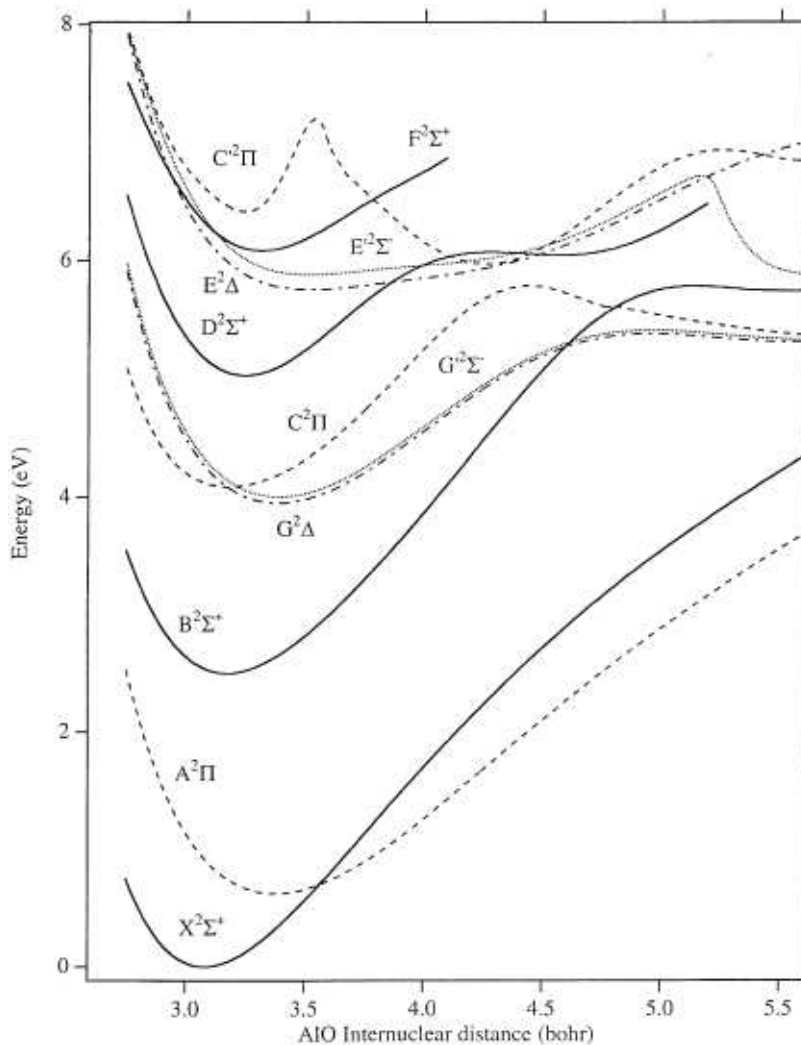 8
C'²Π
F²Σ⁺
E'²Σ⁻
6
E²Δ
D²Σ⁺
G'²Σ⁻
C²Π
Energy (eV)
4
G²Δ
B²Σ⁺
2
A²Π
X²Σ⁺
0
3.0 3.5 4.0 4.5 5.0 5.5
AlO Internuclear distance (bohr)